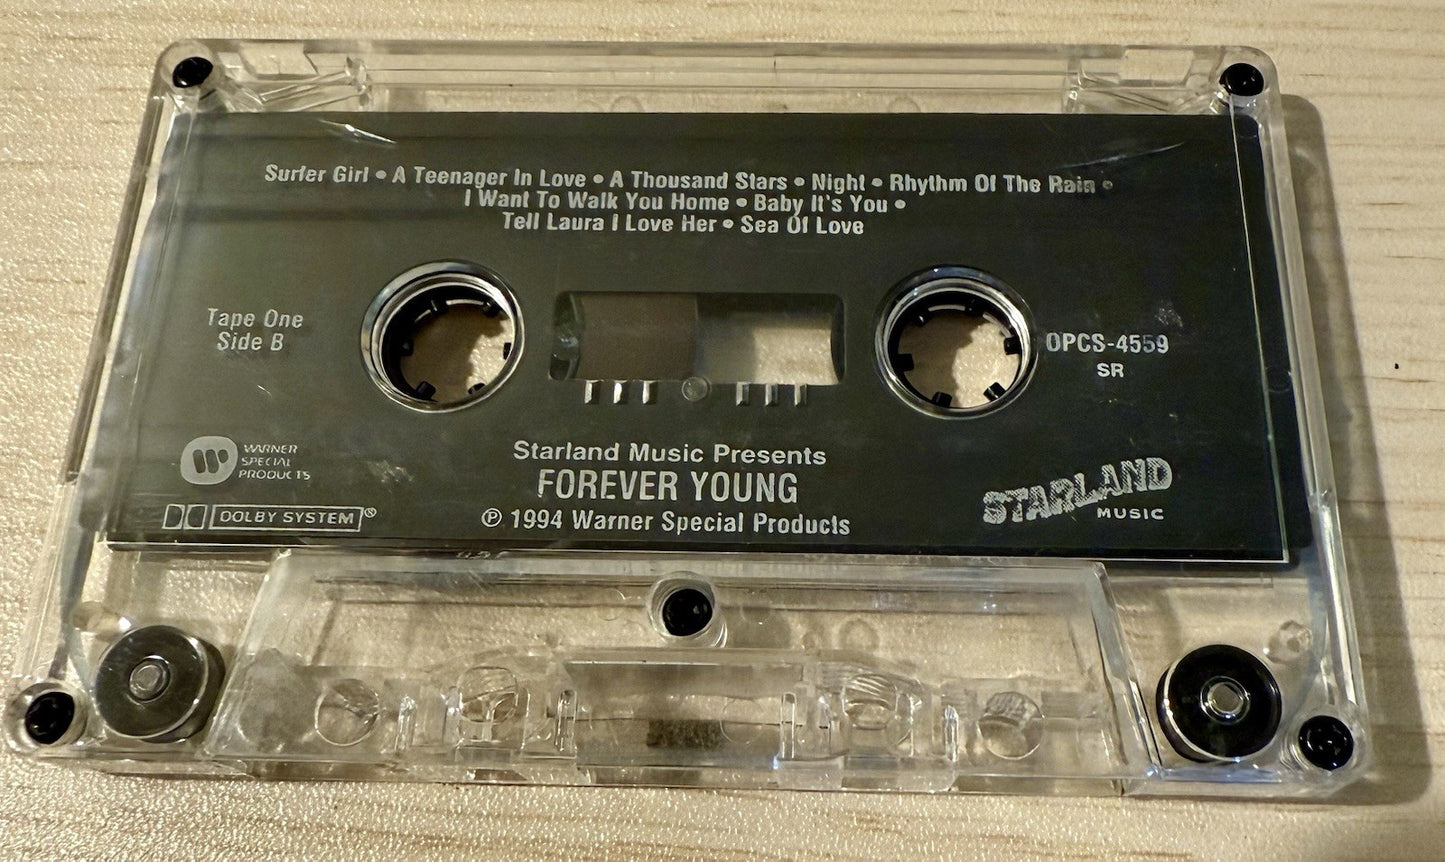 Surfer Girl • A Teenager In Love • A Thousand Stars • Night • Rhythm Of The Rain •
I Want To Walk You Home • Baby It's You •
Tell Laura I Love Her • Sea Of Love
Tape One
Side B
OPCS-4559
SR
WARNER
SPECIAL
PRODUCTS
DOLBY SYSTEM®
Starland Music Presents
FOREVER YOUNG
℗ 1994 Warner Special Products
STARLAND
MUSIC